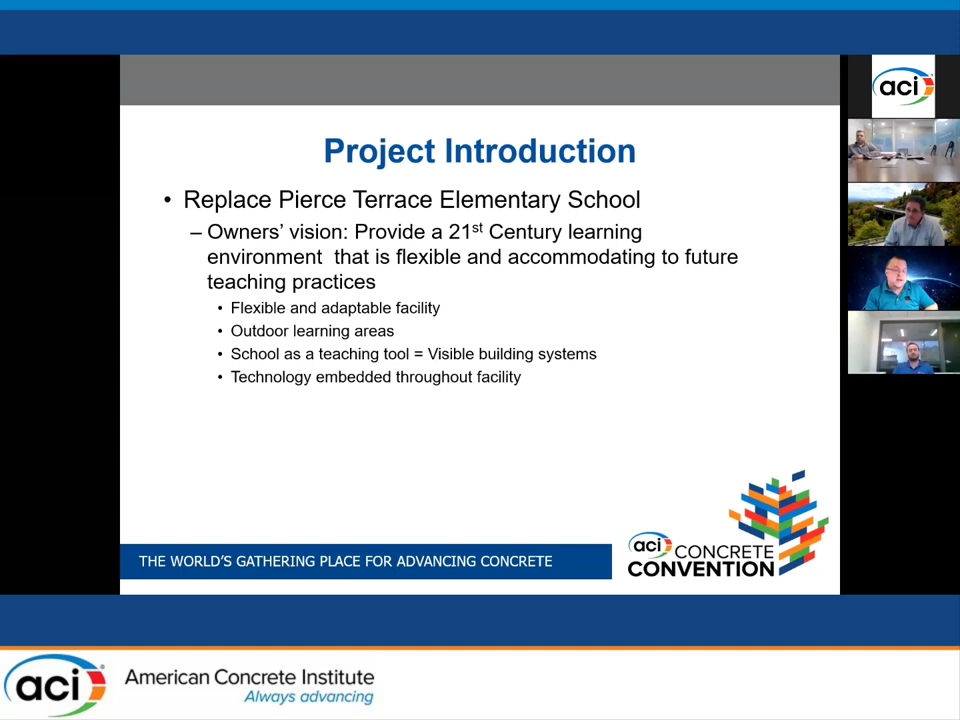 aci
Project Introduction
• Replace Pierce Terrace Elementary School
– Owners' vision: Provide a 21st Century learning
environment that is flexible and accommodating to future
teaching practices
• Flexible and adaptable facility
• Outdoor learning areas
• School as a teaching tool = Visible building systems
• Technology embedded throughout facility
THE WORLD'S GATHERING PLACE FOR ADVANCING CONCRETE
aci CONCRETE
CONVENTION
aci
American Concrete Institute
Always advancing